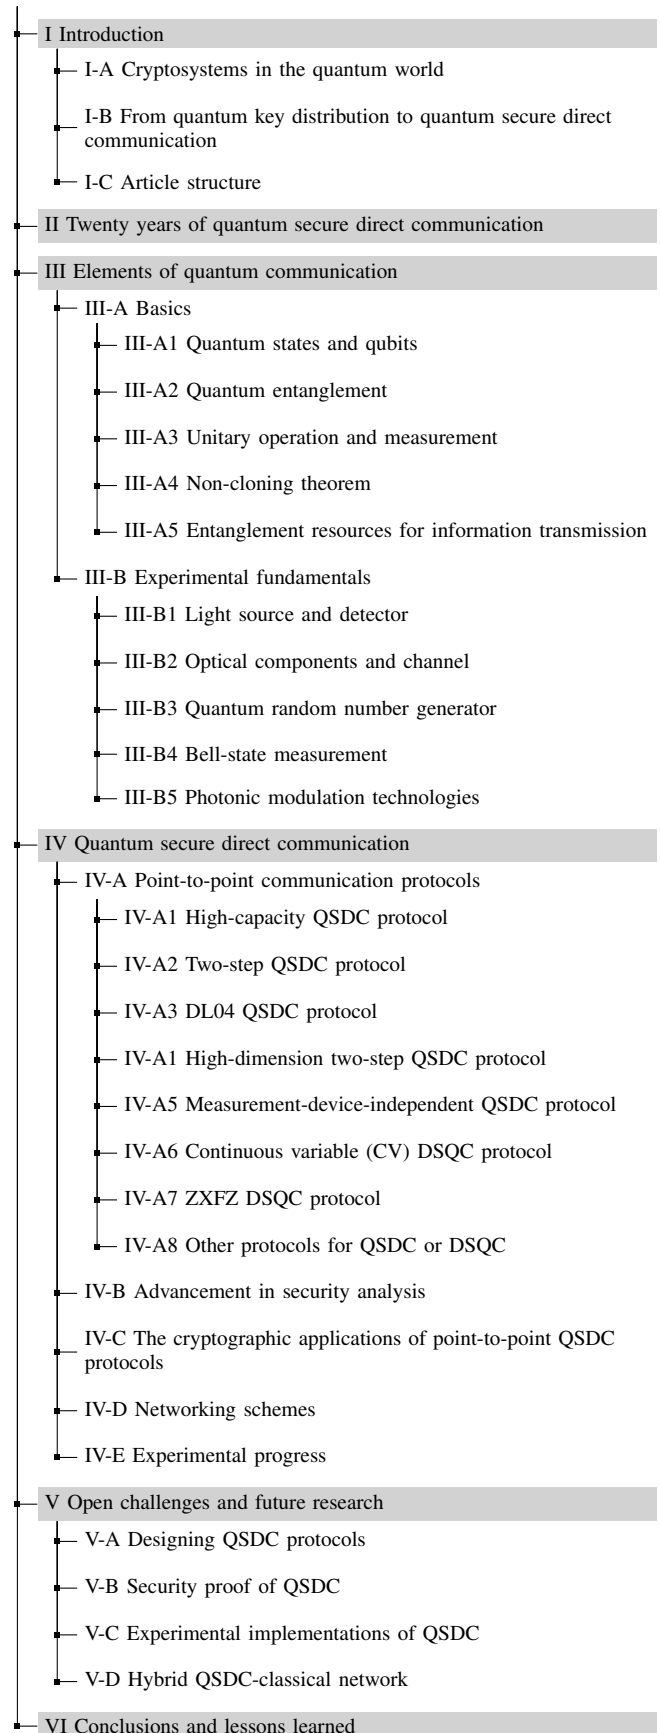 I Introduction
I-A Cryptosystems in the quantum world
I-B From quantum key distribution to quantum secure direct
communication
I-C Article structure
II Twenty years of quantum secure direct communication
III Elements of quantum communication
III-A Basics
III-A1 Quantum states and qubits
III-A2 Quantum entanglement
III-A3 Unitary operation and measurement
III-A4 Non-cloning theorem
III-A5 Entanglement resources for information transmission
III-B Experimental fundamentals
III-B1 Light source and detector
III-B2 Optical components and channel
III-B3 Quantum random number generator
III-B4 Bell-state measurement
III-B5 Photonic modulation technologies
IV Quantum secure direct communication
IV-A Point-to-point communication protocols
IV-A1 High-capacity QSDC protocol
IV-A2 Two-step QSDC protocol
IV-A3 DL04 QSDC protocol
IV-A1 High-dimension two-step QSDC protocol
IV-A5 Measurement-device-independent QSDC protocol
IV-A6 Continuous variable (CV) DSQC protocol
IV-A7 ZXFZ DSQC protocol
IV-A8 Other protocols for QSDC or DSQC
IV-B Advancement in security analysis
IV-C The cryptographic applications of point-to-point QSDC
protocols
IV-D Networking schemes
IV-E Experimental progress
V Open challenges and future research
V-A Designing QSDC protocols
V-B Security proof of QSDC
V-C Experimental implementations of QSDC
V-D Hybrid QSDC-classical network
VI Conclusions and lessons learned